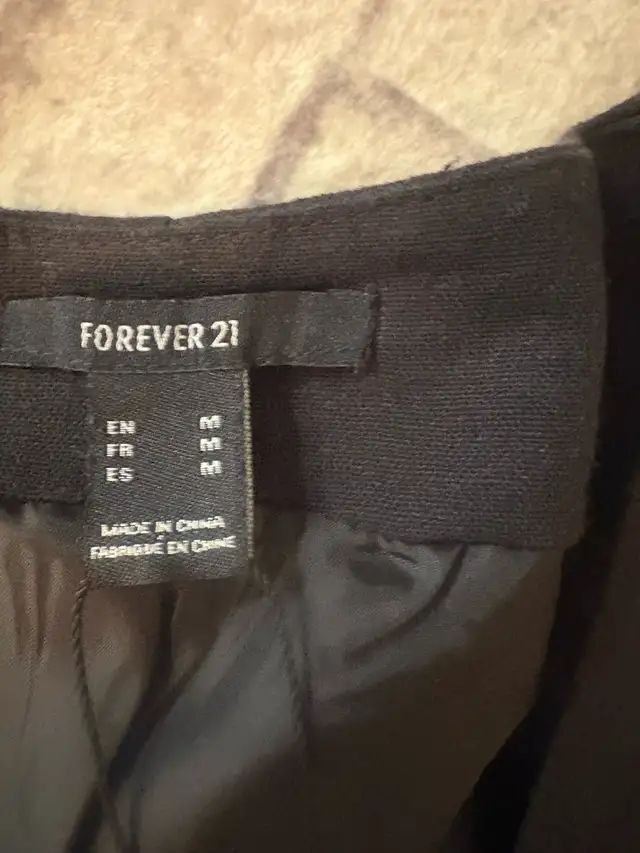 FOREVER 21
EN M
FR M
ES M
MADE IN CHINA
FABRIQUÉ EN CHINE